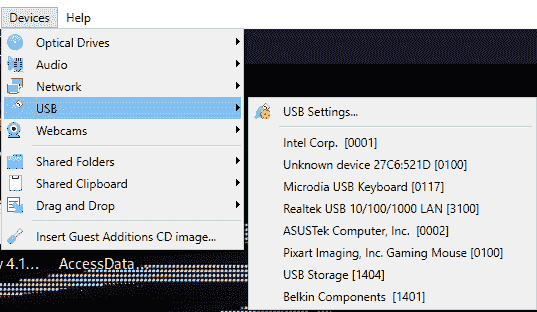 Devices Help
Optical Drives
Audio
Network
USB
Webcams
Shared Folders
Shared Clipboard
Drag and Drop
Insert Guest Additions CD image...
USB Settings...
Intel Corp. [0001]
Unknown device 27C6:521D [0100]
Microdia USB Keyboard [0117]
Realtek USB 10/100/1000 LAN [3100]
ASUSTek Computer, Inc. [0002]
Pixart Imaging, Inc. Gaming Mouse [0100]
USB Storage [1404]
Belkin Components [1401]
y 4.1... AccessData...